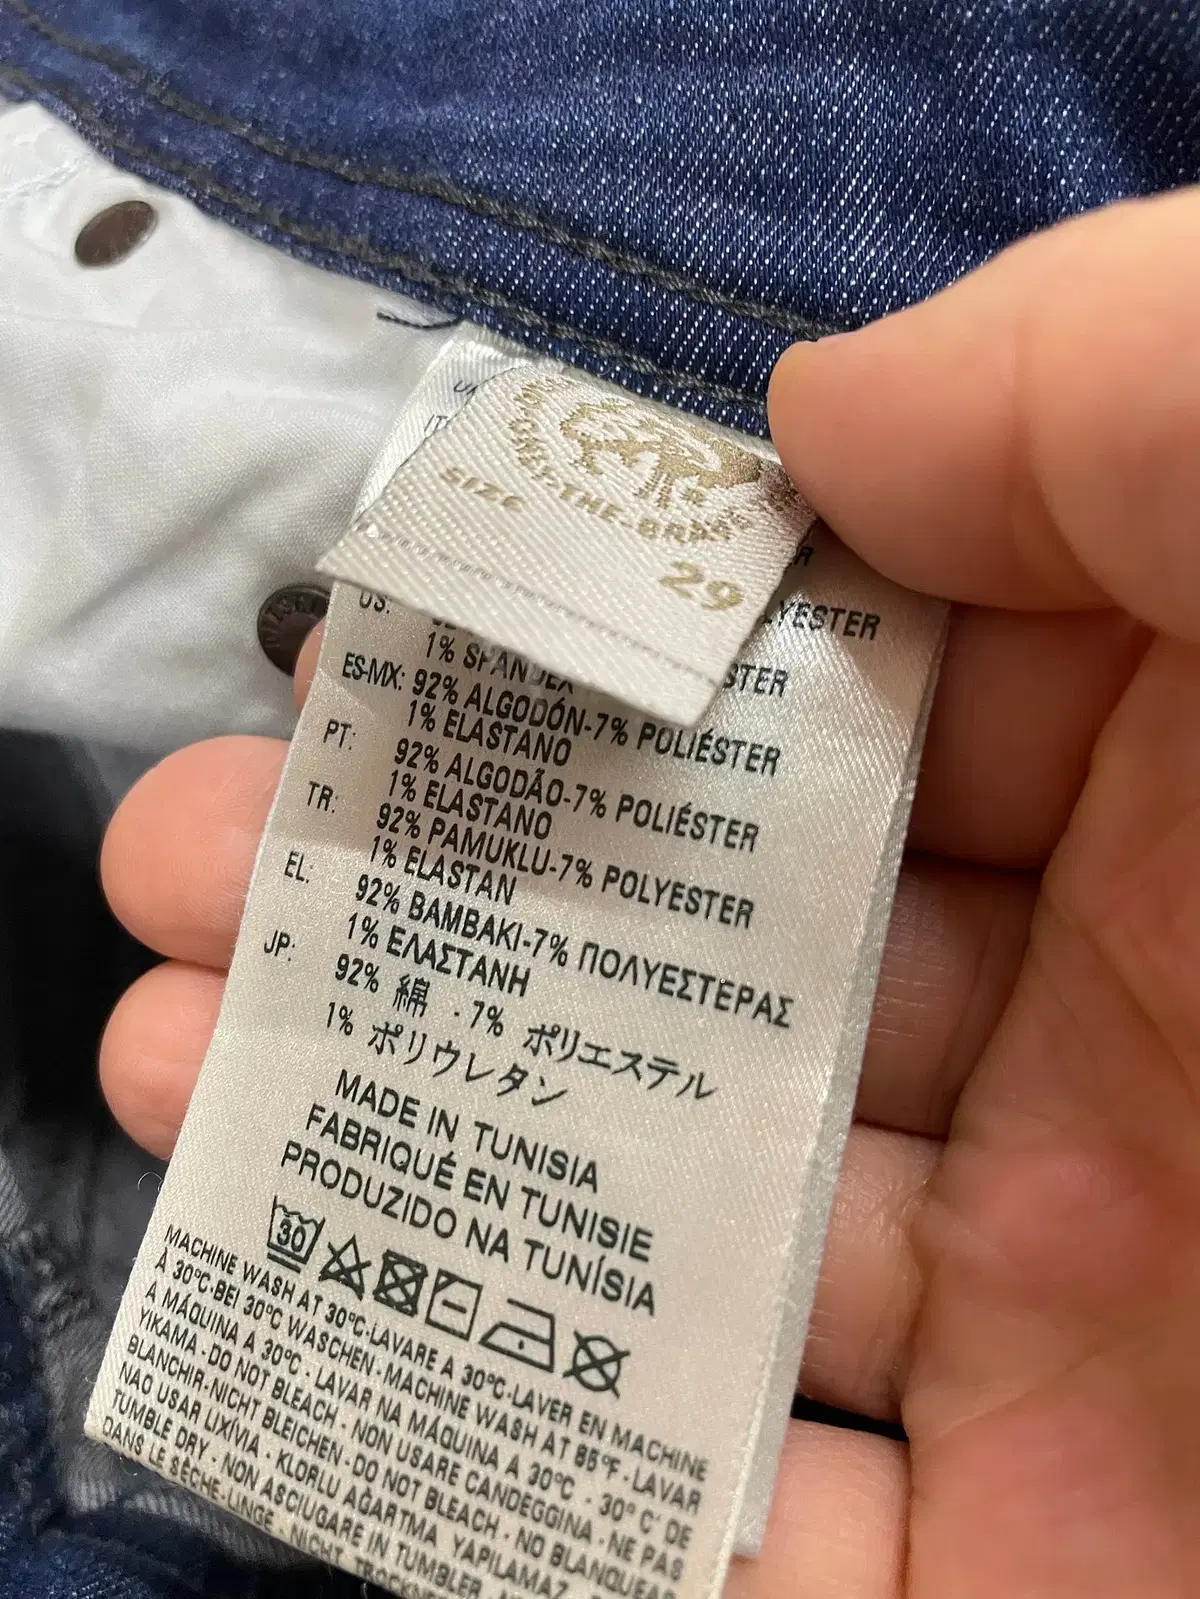 SIZE
29
US:
LYESTER
1% SPANDEX
STER
ES-MX: 92% ALGODÓN-7% POLIÉSTER
1% ELASTANO
PT: 92% ALGODÃO-7% POLIÉSTER
1% ELASTANO
TR: 92% PAMUKLU-7% POLYESTER
1% ELASTAN
EL: 92% ΒΑΜΒΑΚΙ-7% ΠΟΛΥΕΣΤΕΡΑΣ
1% ΕΛΑΣΤΑΝΗ
JP: 92% 綿 - 7% ポリエステル
1% ポリウレタン
MADE IN TUNISIA
FABRIQUÉ EN TUNISIE
PRODUZIDO NA TUNÍSIA
30
MACHINE WASH AT 30°C-LAVARE A 30°C-LAVER EN MACHINE
À 30°C-BEI 30°C WASCHEN-MACHINE WASH AT 85°F-LAVAR
A MÁQUINA A 30°C - LAVAR NA MÁQUINA A 30°C - 30° C' DE
YIKAMA - DO NOT BLEACH - NON USARE CANDEGGINA - NE PAS
BLANCHIR-NICHT BLEICHEN-DO NOT BLEACH - NO BLANQUEAR
NAO USAR LIXÍVIA - KLORLU AĞARTMA YAPILAMAZ
TUMBLE DRY - NON ASCIUGARE IN TUMBLER
DANS LE SÈCHE-LINGE - NICHT